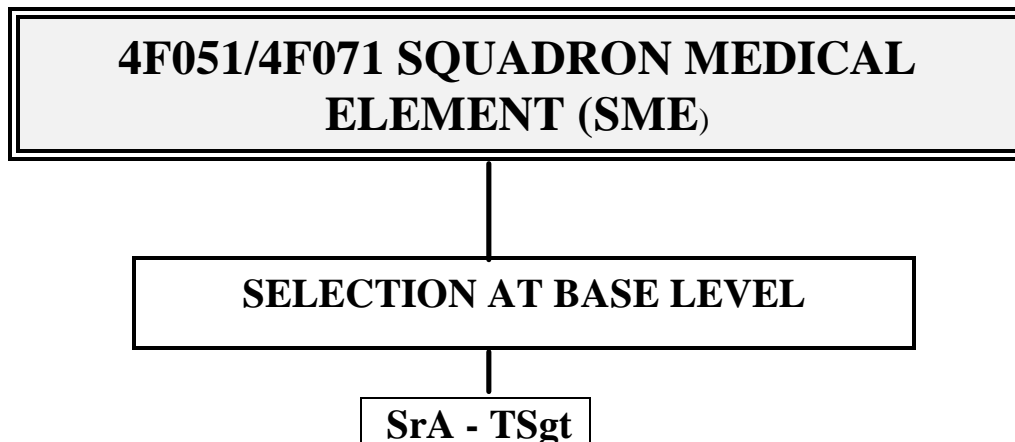 4F051/4F071 SQUADRON MEDICAL
ELEMENT (SME)
SELECTION AT BASE LEVEL
SrA - TSgt